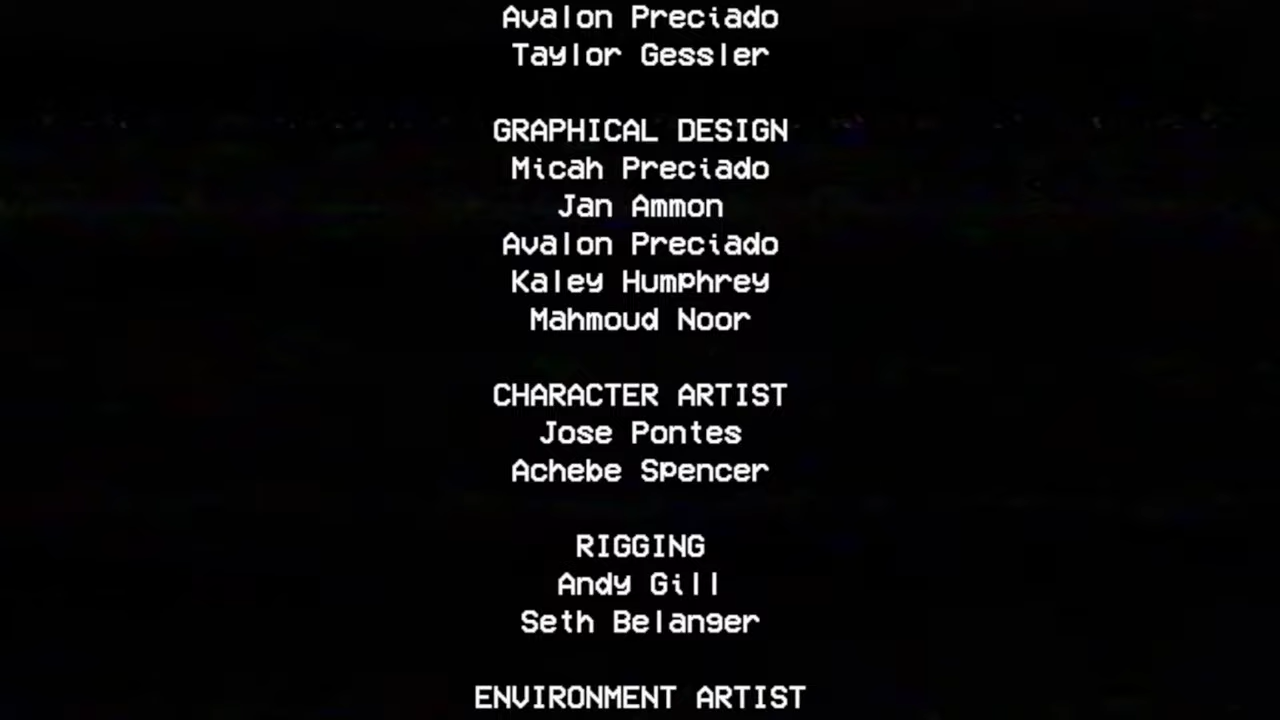 Avalon Preciado
Taylor Gessler
GRAPHICAL DESIGN
Micah Preciado
Jan Ammon
Avalon Preciado
Kaley Humphrey
Mahmoud Noor
CHARACTER ARTIST
Jose Pontes
Achebe Spencer
RIGGING
Andy Gill
Seth Belanger
ENVIRONMENT ARTIST